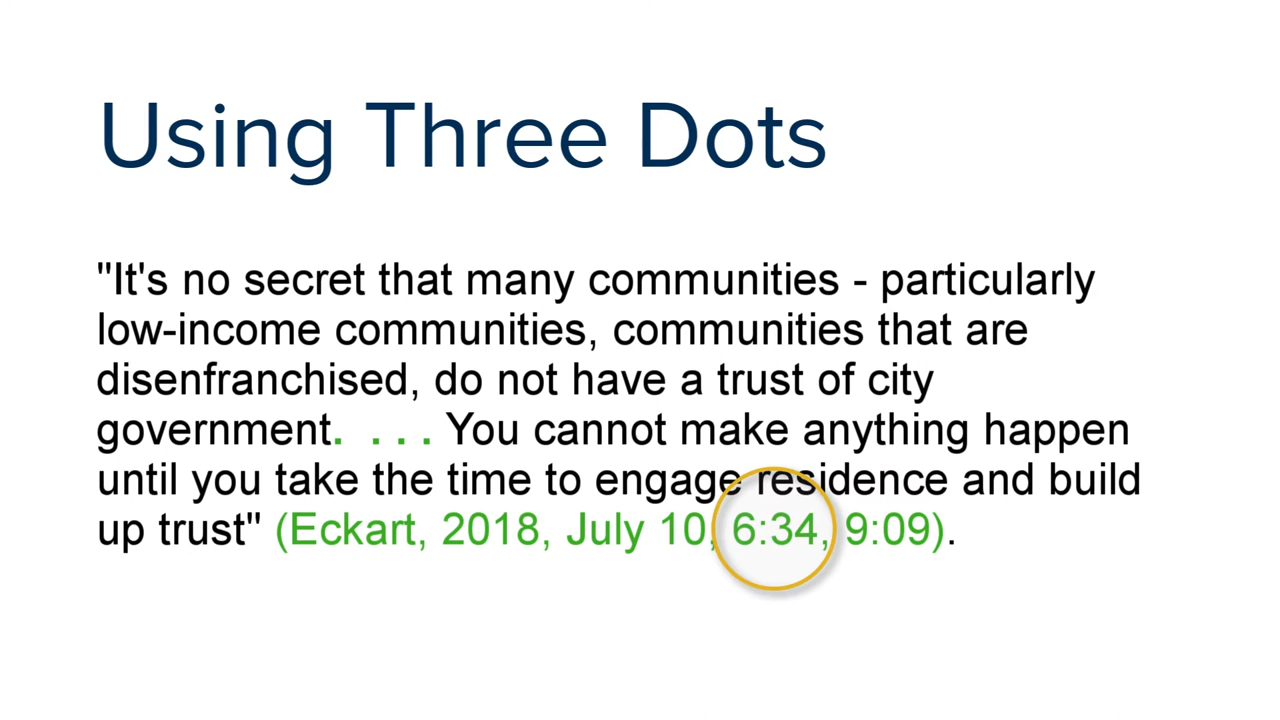 Using Three Dots
"It's no secret that many communities - particularly
low-income communities, communities that are
disenfranchised, do not have a trust of city
government.  . . . You cannot make anything happen
until you take the time to engage residence and build
up trust" (Eckart, 2018, July 10, 6:34, 9:09).